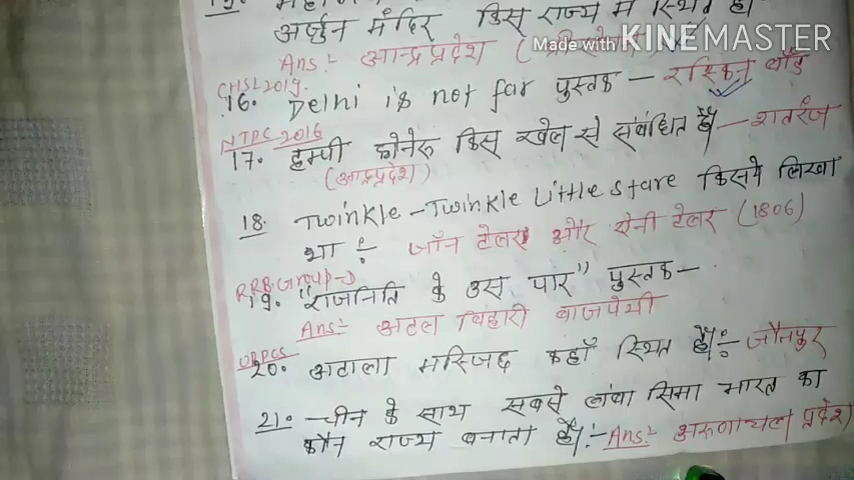 अर्घुन मंदिर किस राज्य में स्थित है।
Made with KINEMASTER
Ans:- आन्ध्रप्रदेश (
CHSL 2019
16. Delhi is not far पुस्तक — रस्किन बॉंड
NTPC 2016
17. हम्पी कोनेरू किस खेल से संबंधित है। — शतरंज
(आन्ध्रप्रदेश)
18. Twinkle-Twinkle Little stare किसने लिखा
था ÷ जॉन टेलर और ऐनी टेलर (1806)
RRB Group-D
19. "राजनिति के उस पार" पुस्तक —
Ans:- अटल बिहारी वाजपेयी
UPPCS
20. अटाला मस्जिद कहाँ स्थित है।÷ जौनपुर
21. चीन के साथ सबसे लंबा सिमा भारत का
कौन राज्य बनाता है।:- Ans:- अरुणाचल प्रदेश)